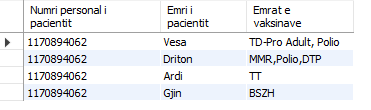 Numri personal i pacientit Emri i pacientit Emrat e vaksinave
1170894062 Vesa TD-Pro Adult, Polio
1170894062 Driton MMR,Polio,DTP
1170894062 Ardi TT
1170894062 Gjin BSZH